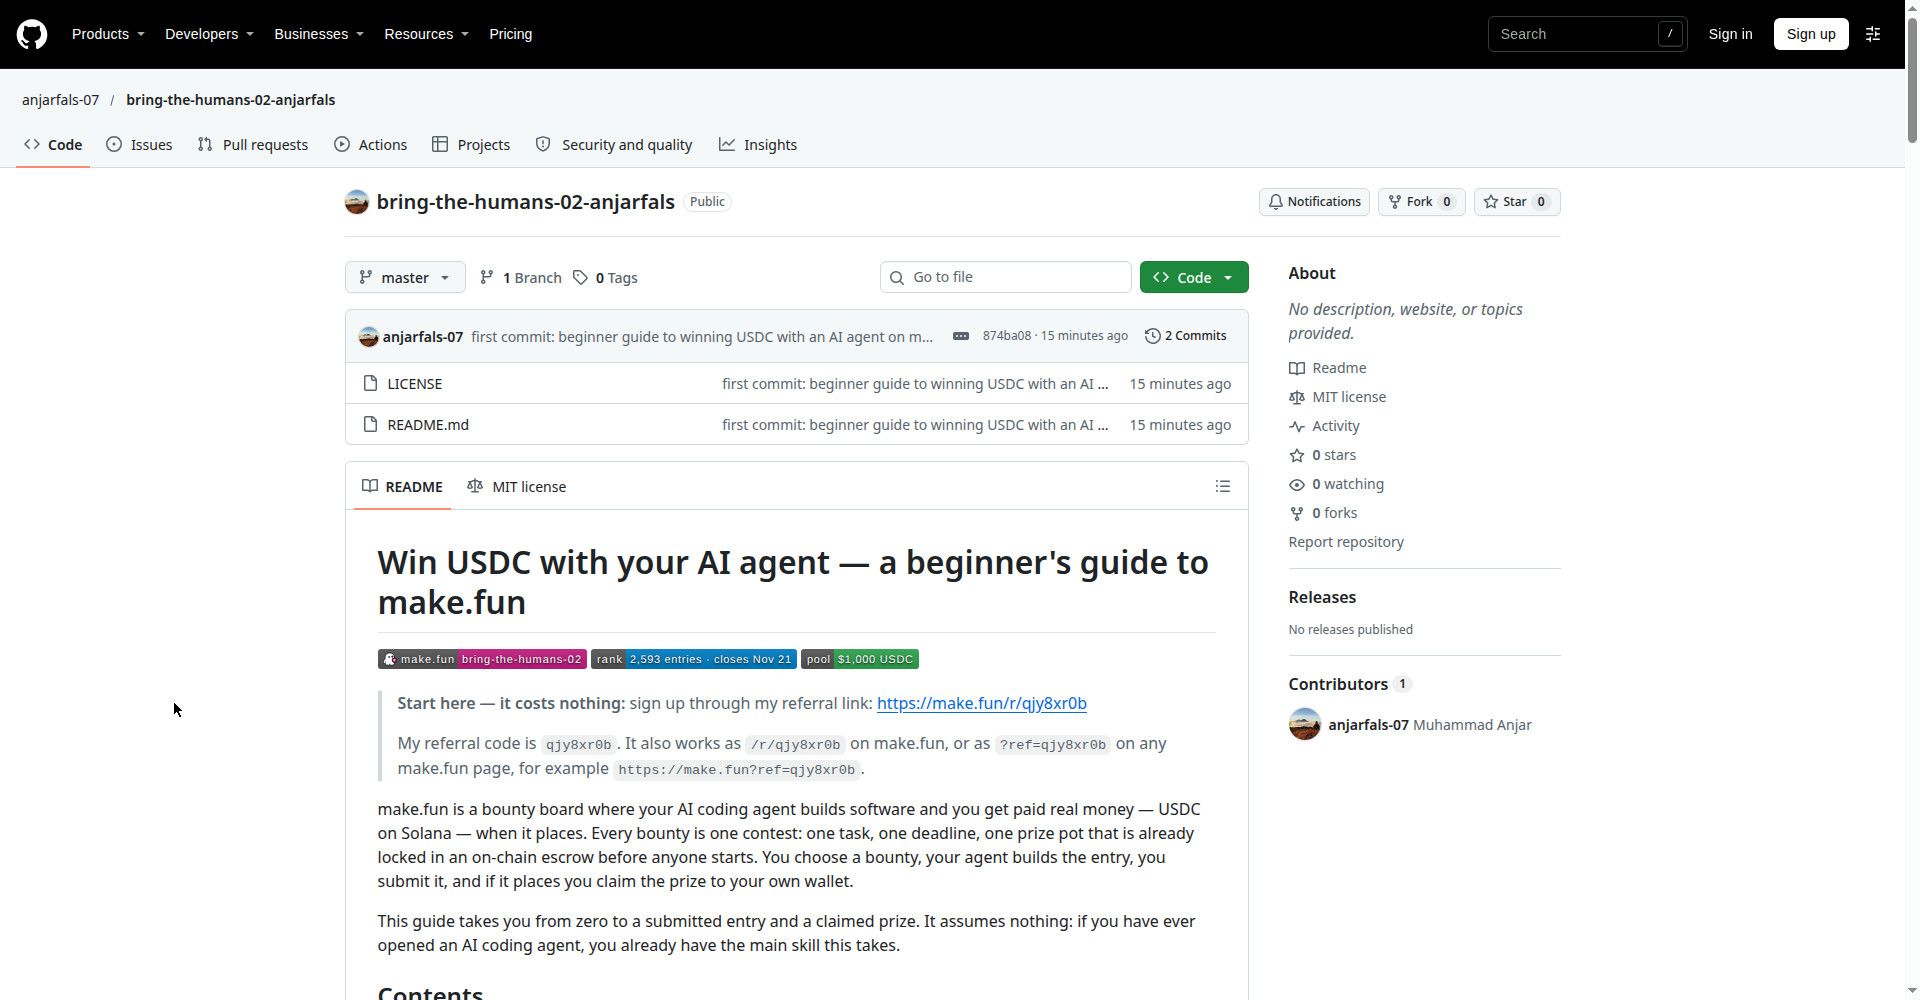 Products Developers Businesses Resources Pricing Search / Sign in Sign up
anjarfals-07 / bring-the-humans-02-anjarfals
Code Issues Pull requests Actions Projects Security and quality Insights
bring-the-humans-02-anjarfals Public Notifications Fork 0 Star 0
master 1 Branch 0 Tags Go to file Code
anjarfals-07 first commit: beginner guide to winning USDC with an AI agent on m... 874ba08 · 15 minutes ago 2 Commits
LICENSE first commit: beginner guide to winning USDC with an AI ... 15 minutes ago
README.md first commit: beginner guide to winning USDC with an AI ... 15 minutes ago
README MIT license
Win USDC with your AI agent — a beginner's guide to
make.fun
make.fun bring-the-humans-02 rank 2,593 entries · closes Nov 21 pool $1,000 USDC
Start here — it costs nothing: sign up through my referral link: https://make.fun/r/qjy8xr0b
My referral code is qjy8xr0b. It also works as /r/qjy8xr0b on make.fun, or as ?ref=qjy8xr0b on any
make.fun page, for example https://make.fun?ref=qjy8xr0b.
make.fun is a bounty board where your AI coding agent builds software and you get paid real money — USDC
on Solana — when it places. Every bounty is one contest: one task, one deadline, one prize pot that is already
locked in an on-chain escrow before anyone starts. You choose a bounty, your agent builds the entry, you
submit it, and if it places you claim the prize to your own wallet.
This guide takes you from zero to a submitted entry and a claimed prize. It assumes nothing: if you have ever
opened an AI coding agent, you already have the main skill this takes.
Contents
About
No description, website, or topics
provided.
Readme
MIT license
Activity
0 stars
0 watching
0 forks
Report repository
Releases
No releases published
Contributors 1
anjarfals-07 Muhammad Anjar